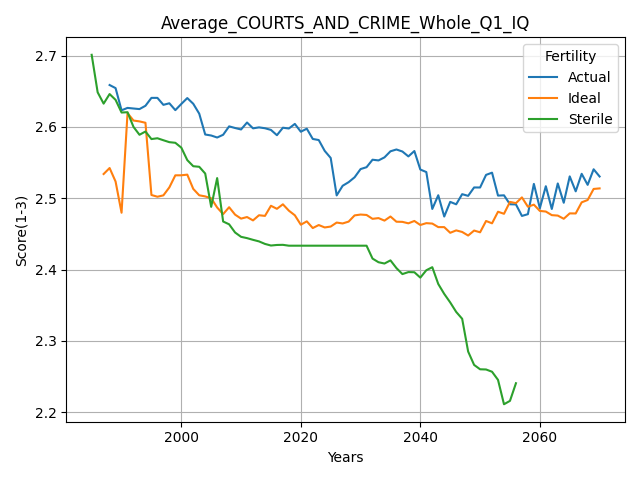 Average_COURTS_AND_CRIME_Whole_Q1_IQ
Fertility
Actual
Ideal
Sterile
Score(1-3)
2.7
2.6
2.5
2.4
2.3
2.2
2000 2020 2040 2060
Years